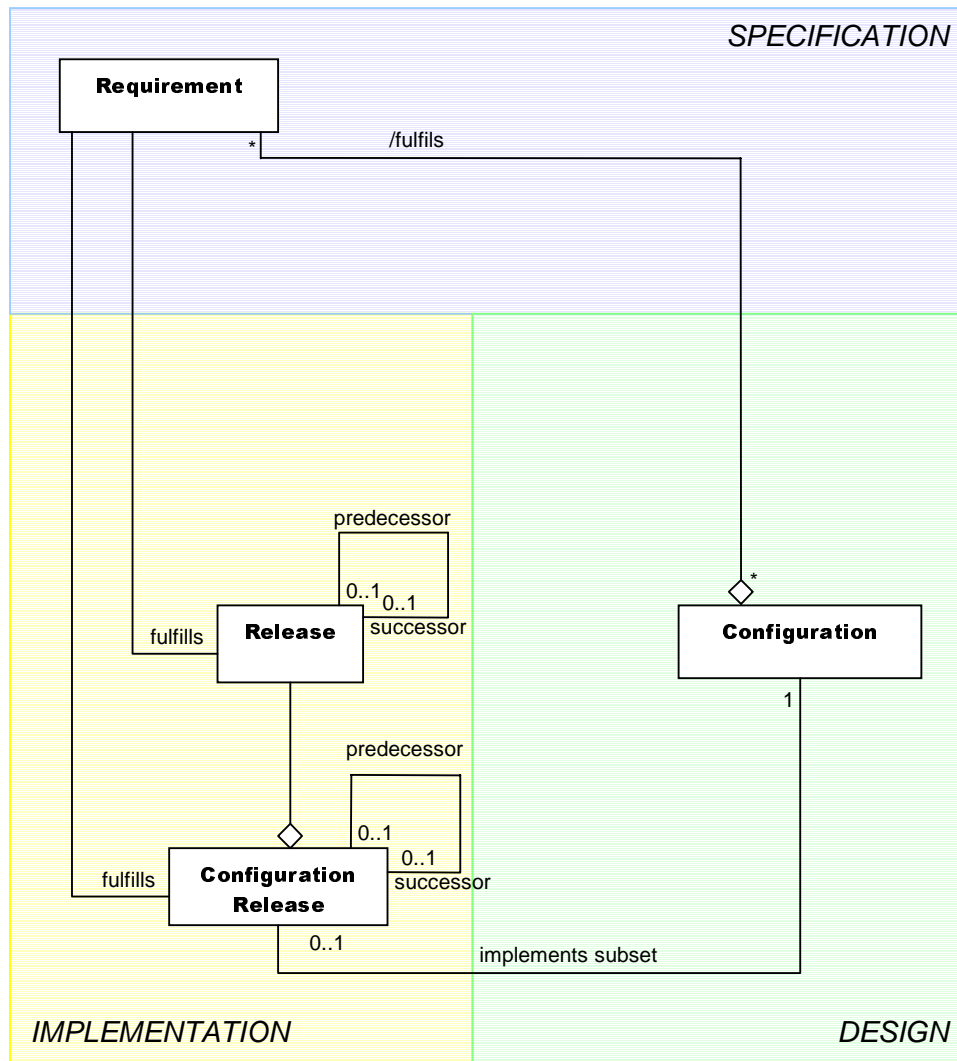 SPECIFICATION
Requirement
*
/fulfils
predecessor
0..1
0..1
*
fulfills
Release
successor
Configuration
1
predecessor
0..1
0..1
fulfills
Configuration
Release
successor
0..1
implements subset
IMPLEMENTATION
DESIGN